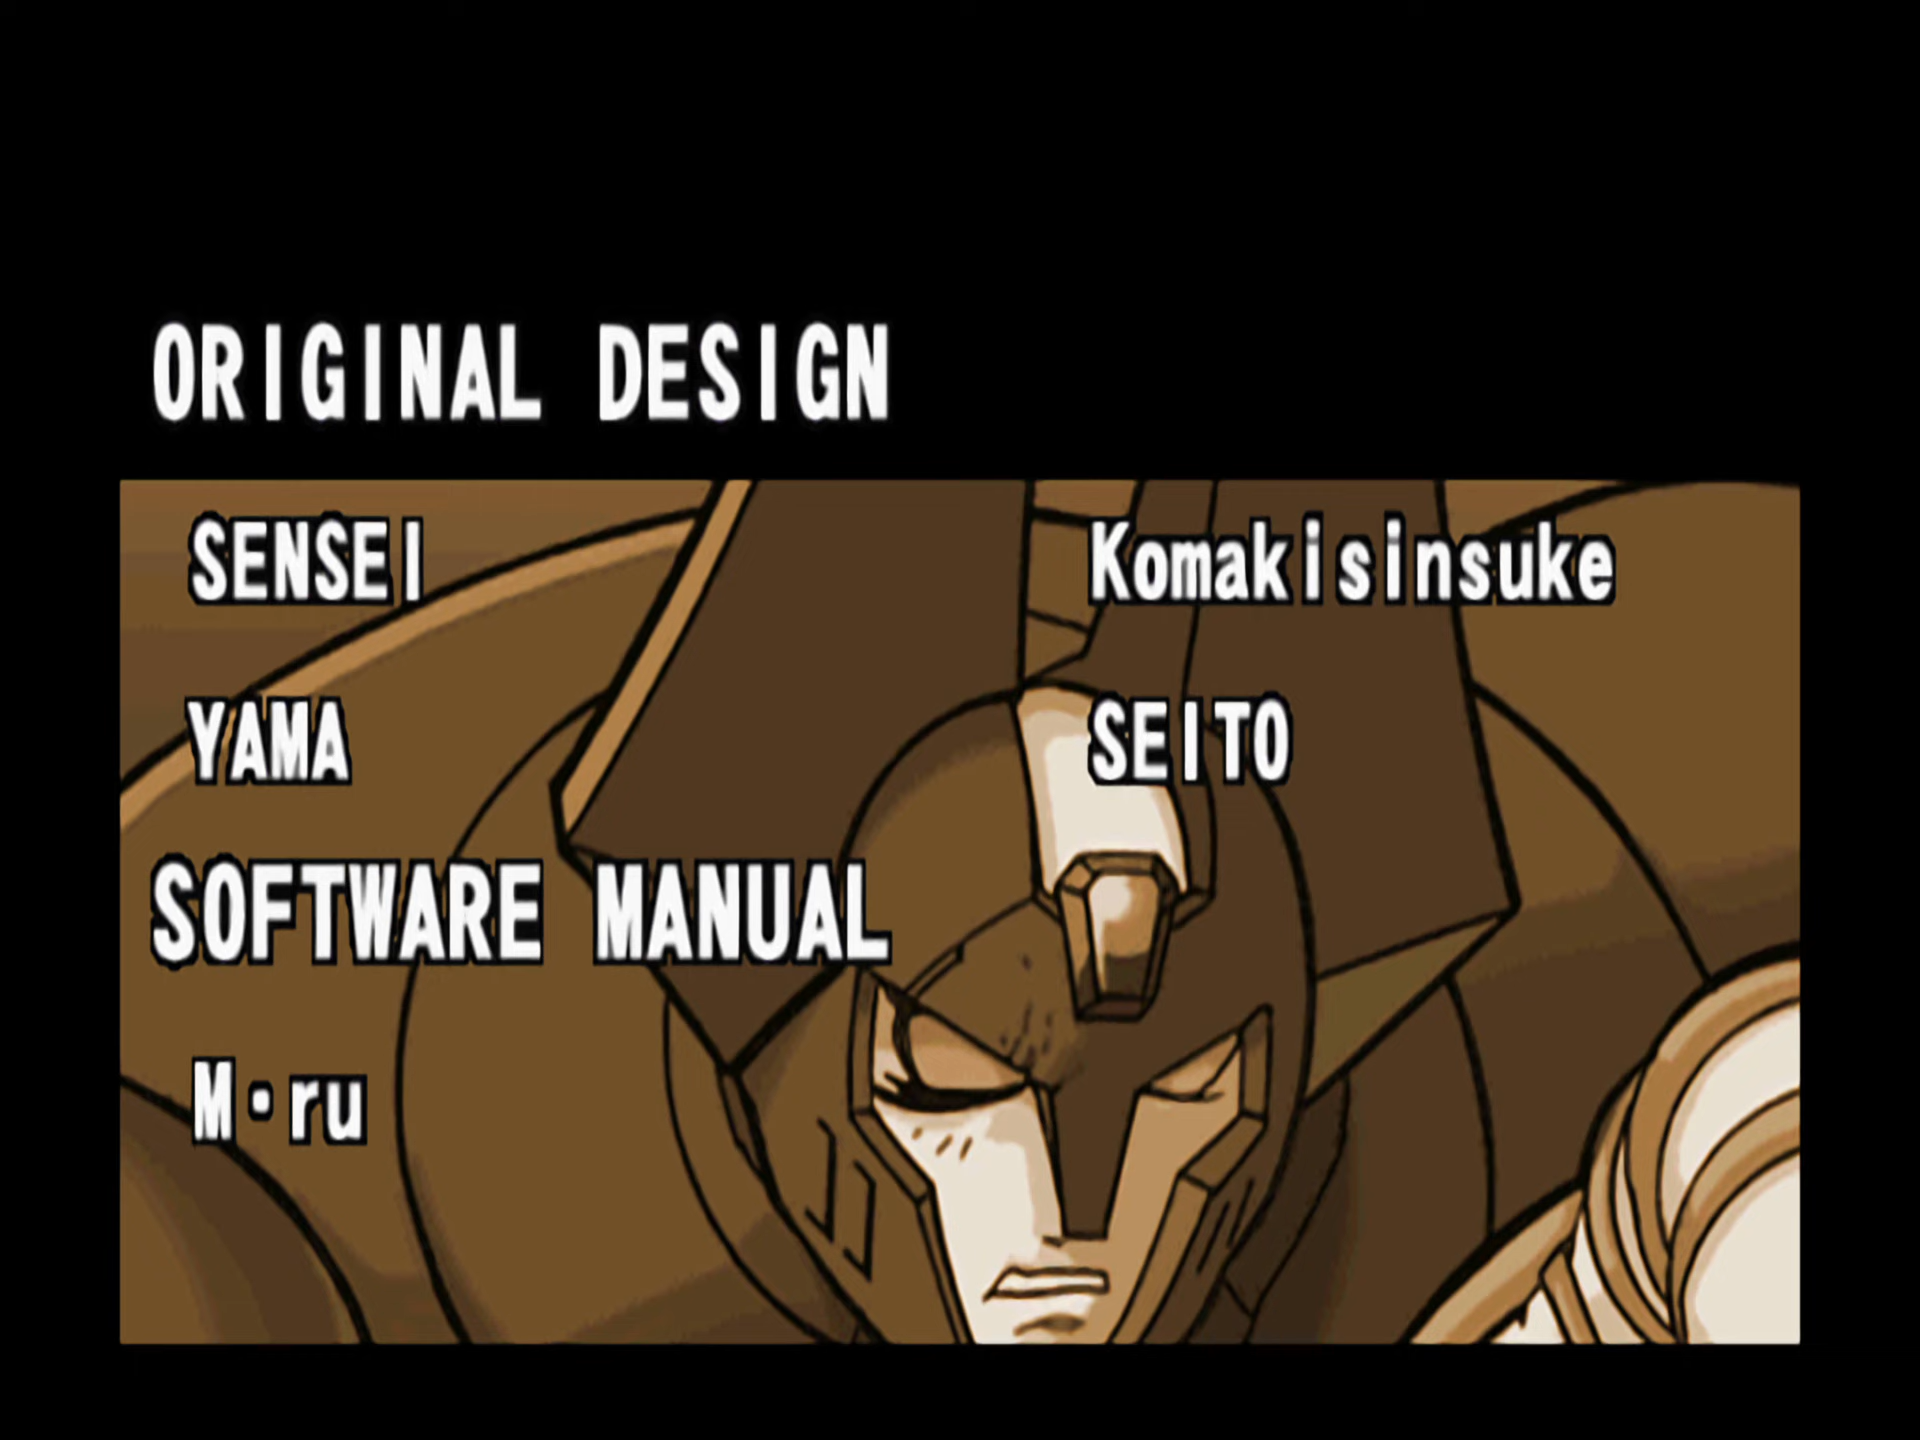 ORIGINAL DESIGN
SENSEI Komakisinsuke
YAMA SEITO
SOFTWARE MANUAL
M・ru